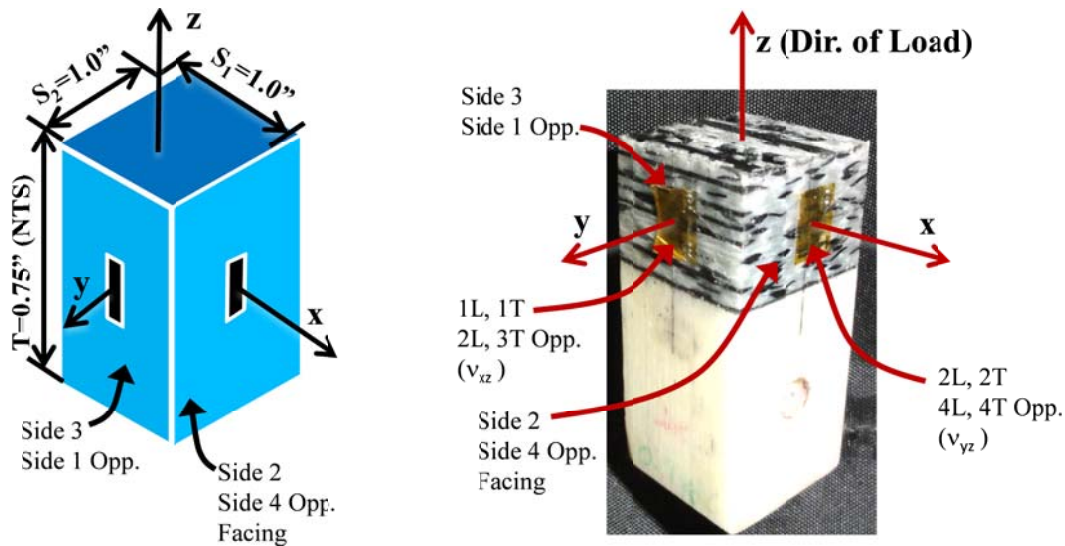 z
S₂=1.0”
S₁=1.0”
T=0.75” (NTS)
y
x
Side 3
Side 1 Opp.
Side 2
Side 4 Opp.
Facing
z (Dir. of Load)
Side 3
Side 1 Opp.
y
x
1L, 1T
2L, 3T Opp.
(νxz )
Side 2
Side 4 Opp.
Facing
2L, 2T
4L, 4T Opp.
(νyz )